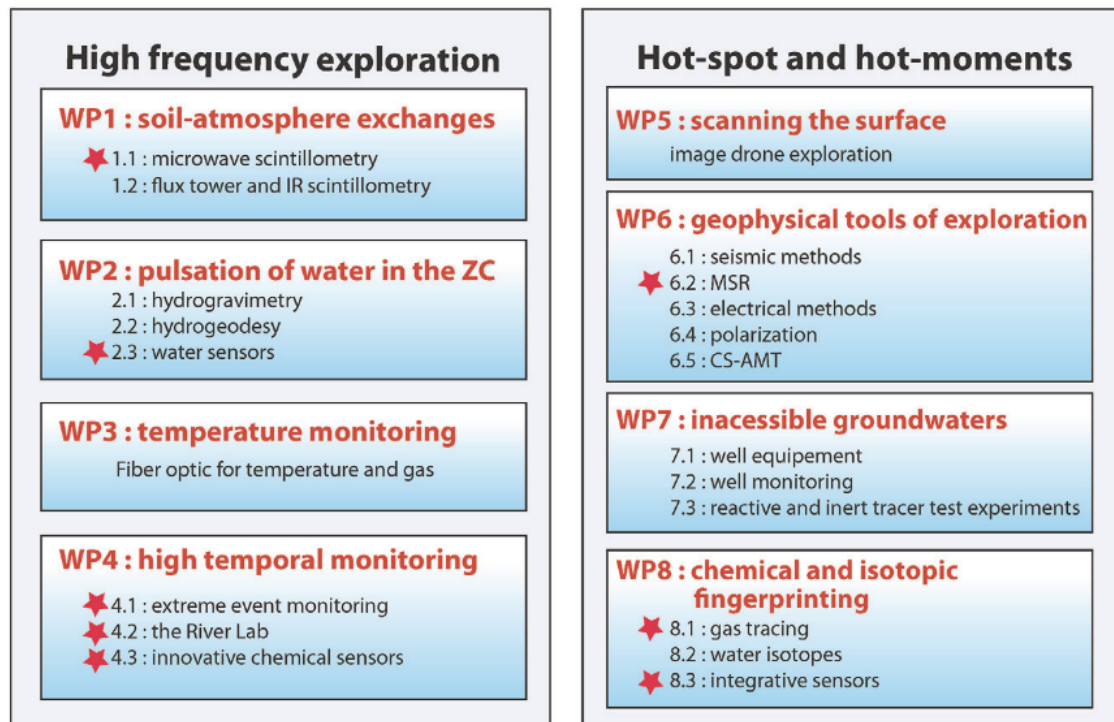 High frequency exploration
WP1 : soil-atmosphere exchanges
1.1 : microwave scintillometry
1.2 : flux tower and IR scintillometry
WP2 : pulsation of water in the ZC
2.1 : hydrogravimetry
2.2 : hydrogeodesy
2.3 : water sensors
WP3 : temperature monitoring
Fiber optic for temperature and gas
WP4 : high temporal monitoring
4.1 : extreme event monitoring
4.2 : the River Lab
4.3 : innovative chemical sensors
Hot-spot and hot-moments
WP5 : scanning the surface
image drone exploration
WP6 : geophysical tools of exploration
6.1 : seismic methods
6.2 : MSR
6.3 : electrical methods
6.4 : polarization
6.5 : CS-AMT
WP7 : inacessible groundwaters
7.1 : well equipement
7.2 : well monitoring
7.3 : reactive and inert tracer test experiments
WP8 : chemical and isotopic
fingerprinting
8.1 : gas tracing
8.2 : water isotopes
8.3 : integrative sensors